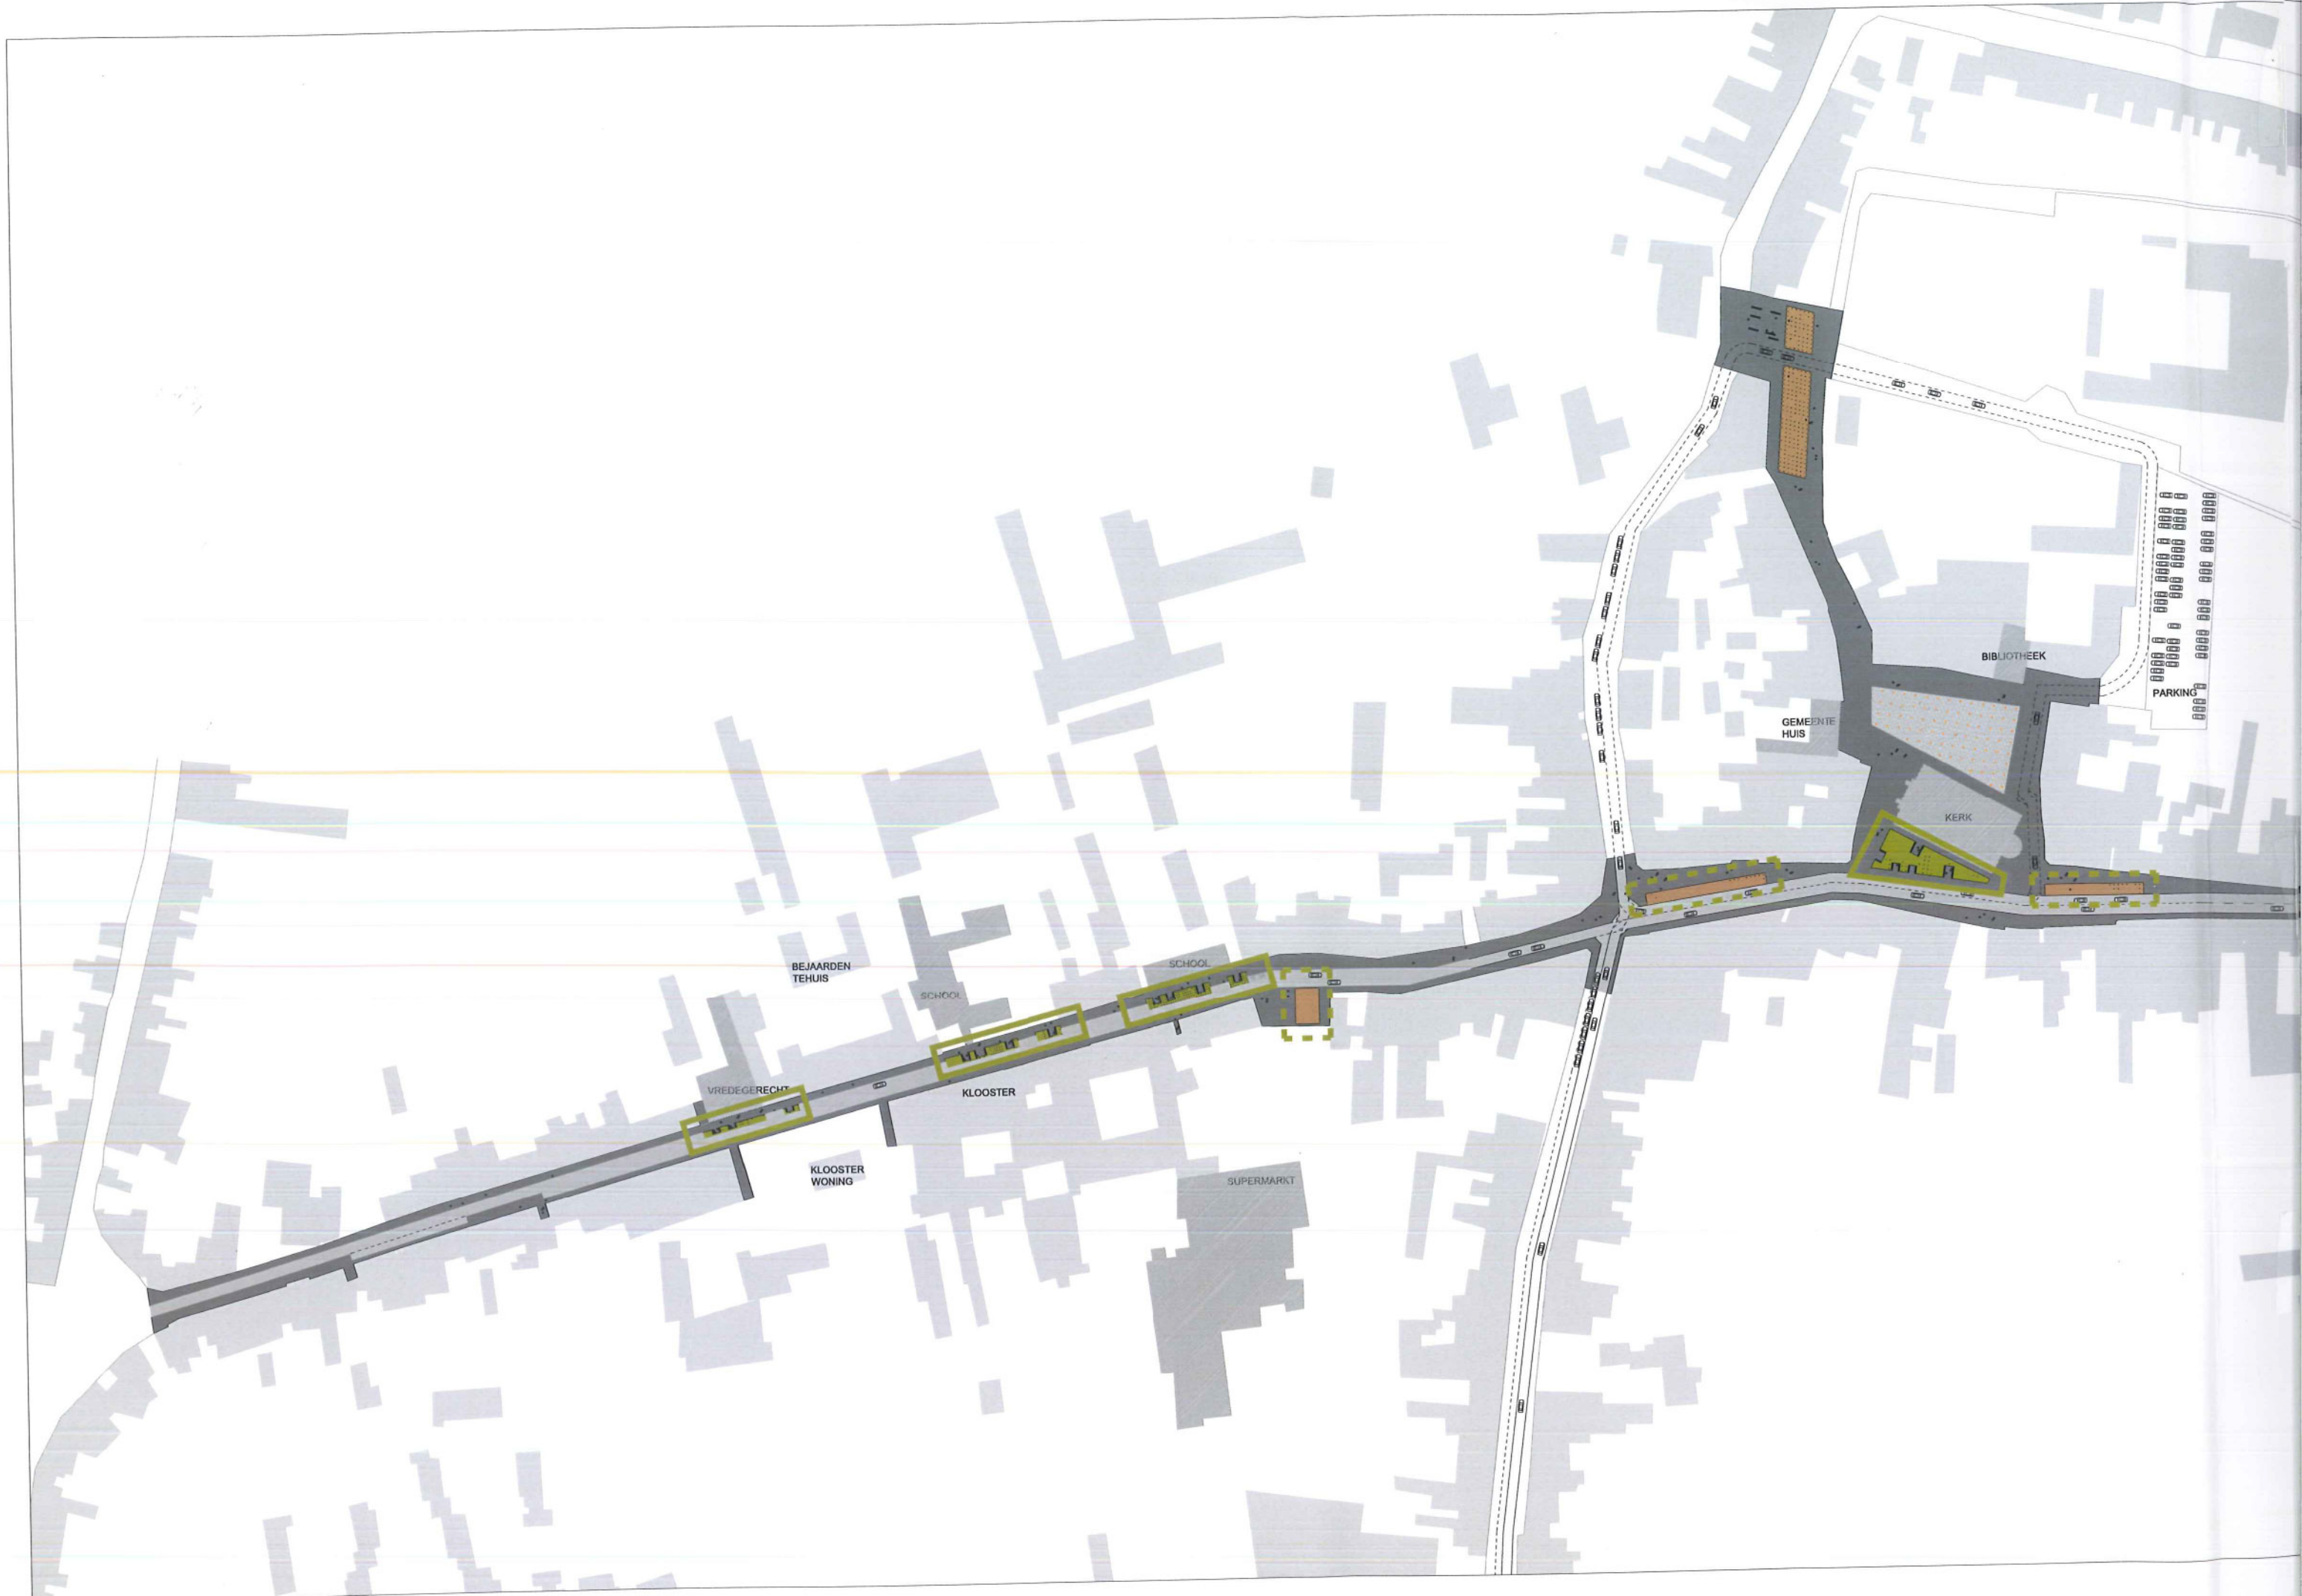 BIBLIOTHEEK
PARKING
GEMEENTE
HUIS
KERK
SCHOOL
BEJAARDEN
TEHUIS
SCHOOL
VREDEGERECHT
KLOOSTER
KLOOSTER
WONING
SUPERMARKT